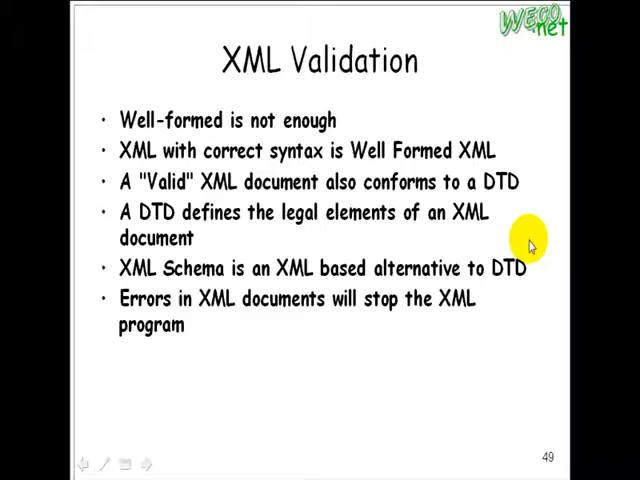 WECO
.net
XML Validation
• Well-formed is not enough
• XML with correct syntax is Well Formed XML
• A "Valid" XML document also conforms to a DTD
• A DTD defines the legal elements of an XML
document
• XML Schema is an XML based alternative to DTD
• Errors in XML documents will stop the XML
program
49